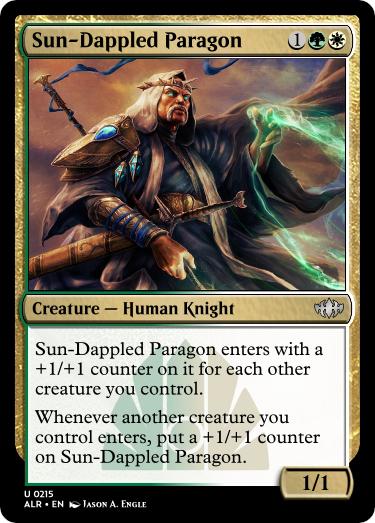 Sun-Dappled Paragon 1
Creature — Human Knight
Sun-Dappled Paragon enters with a
+1/+1 counter on it for each other
creature you control.
Whenever another creature you
control enters, put a +1/+1 counter
on Sun-Dappled Paragon.
1/1
U 0215
ALR • EN Jason A. Engle